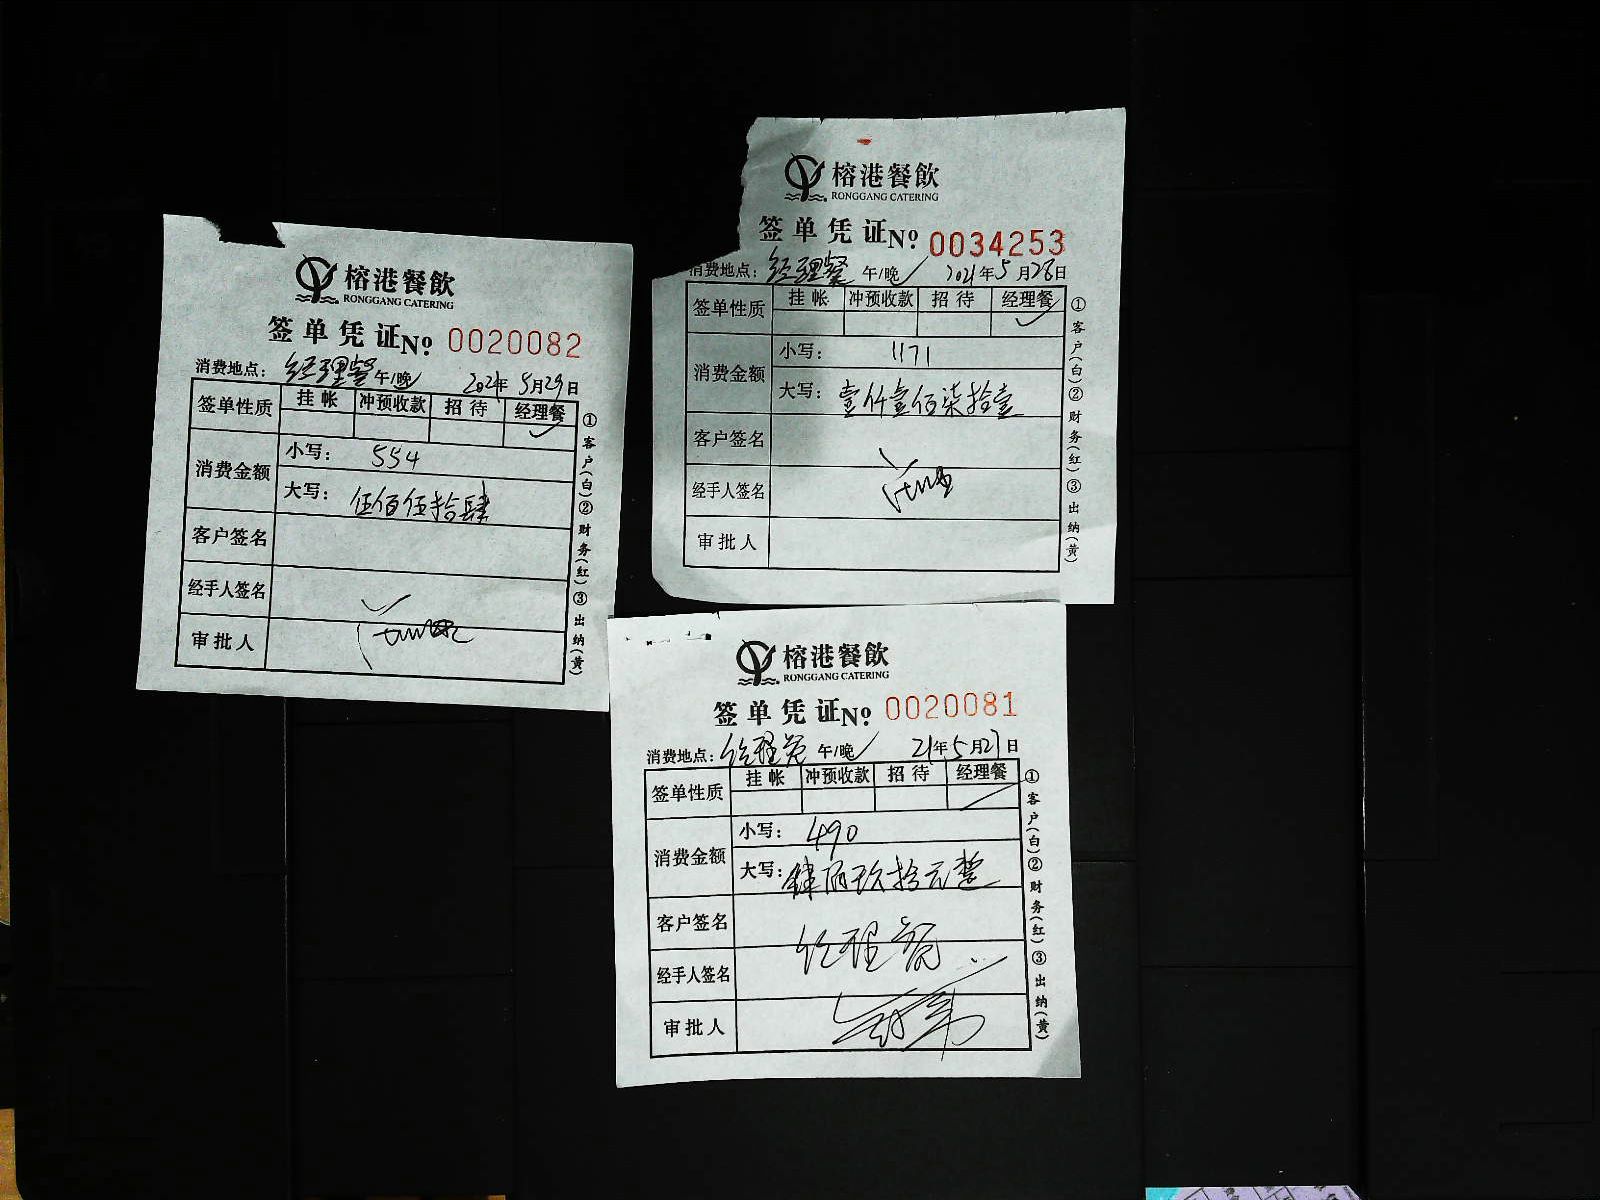 榕港餐飲
RONGGANG CATERING
签单凭证№ 0020082
消费地点：经理餐 午/晚 2021年5月29日
签单性质 挂帐 冲预收款 招待 经理餐
消费金额 小写：554
大写：伍佰伍拾肆
客户签名
经手人签名
审批人
①客户(白)②财务(红)③出纳(黄)
榕港餐飲
RONGGANG CATERING
签单凭证№ 0034253
消费地点：经理餐 午/晚 2021年5月28日
签单性质 挂帐 冲预收款 招待 经理餐
消费金额 小写：1171
大写：壹仟壹佰柒拾壹
客户签名
经手人签名
审批人
①客户(白)②财务(红)③出纳(黄)
榕港餐飲
RONGGANG CATERING
签单凭证№ 0020081
消费地点：经理 午/晚 21年5月27日
签单性质 挂帐 冲预收款 招待 经理餐
消费金额 小写：490
大写：肆佰玖拾元整
客户签名 经理
经手人签名
审批人
①客户(白)②财务(红)③出纳(黄)